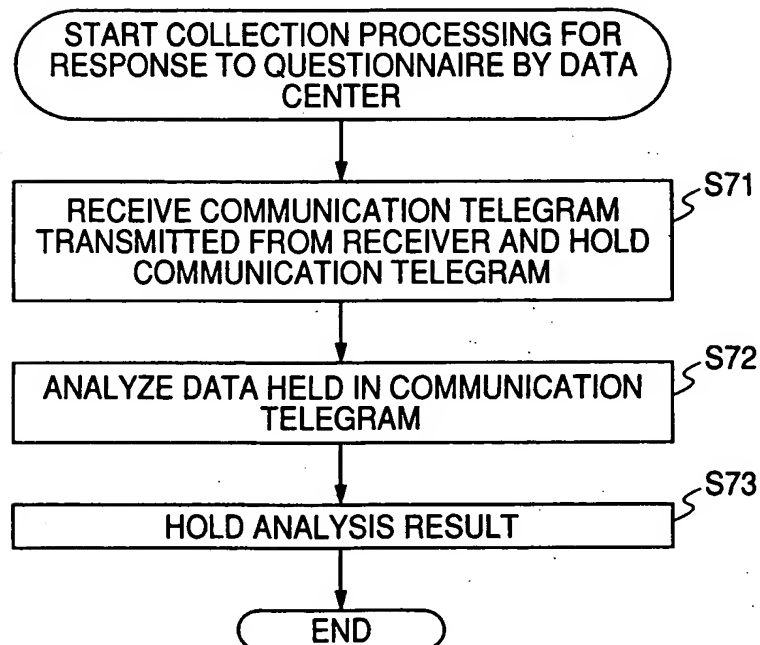 START COLLECTION PROCESSING FOR
RESPONSE TO QUESTIONNAIRE BY DATA
CENTER
S71
RECEIVE COMMUNICATION TELEGRAM
TRANSMITTED FROM RECEIVER AND HOLD
COMMUNICATION TELEGRAM
S72
ANALYZE DATA HELD IN COMMUNICATION
TELEGRAM
S73
HOLD ANALYSIS RESULT
END